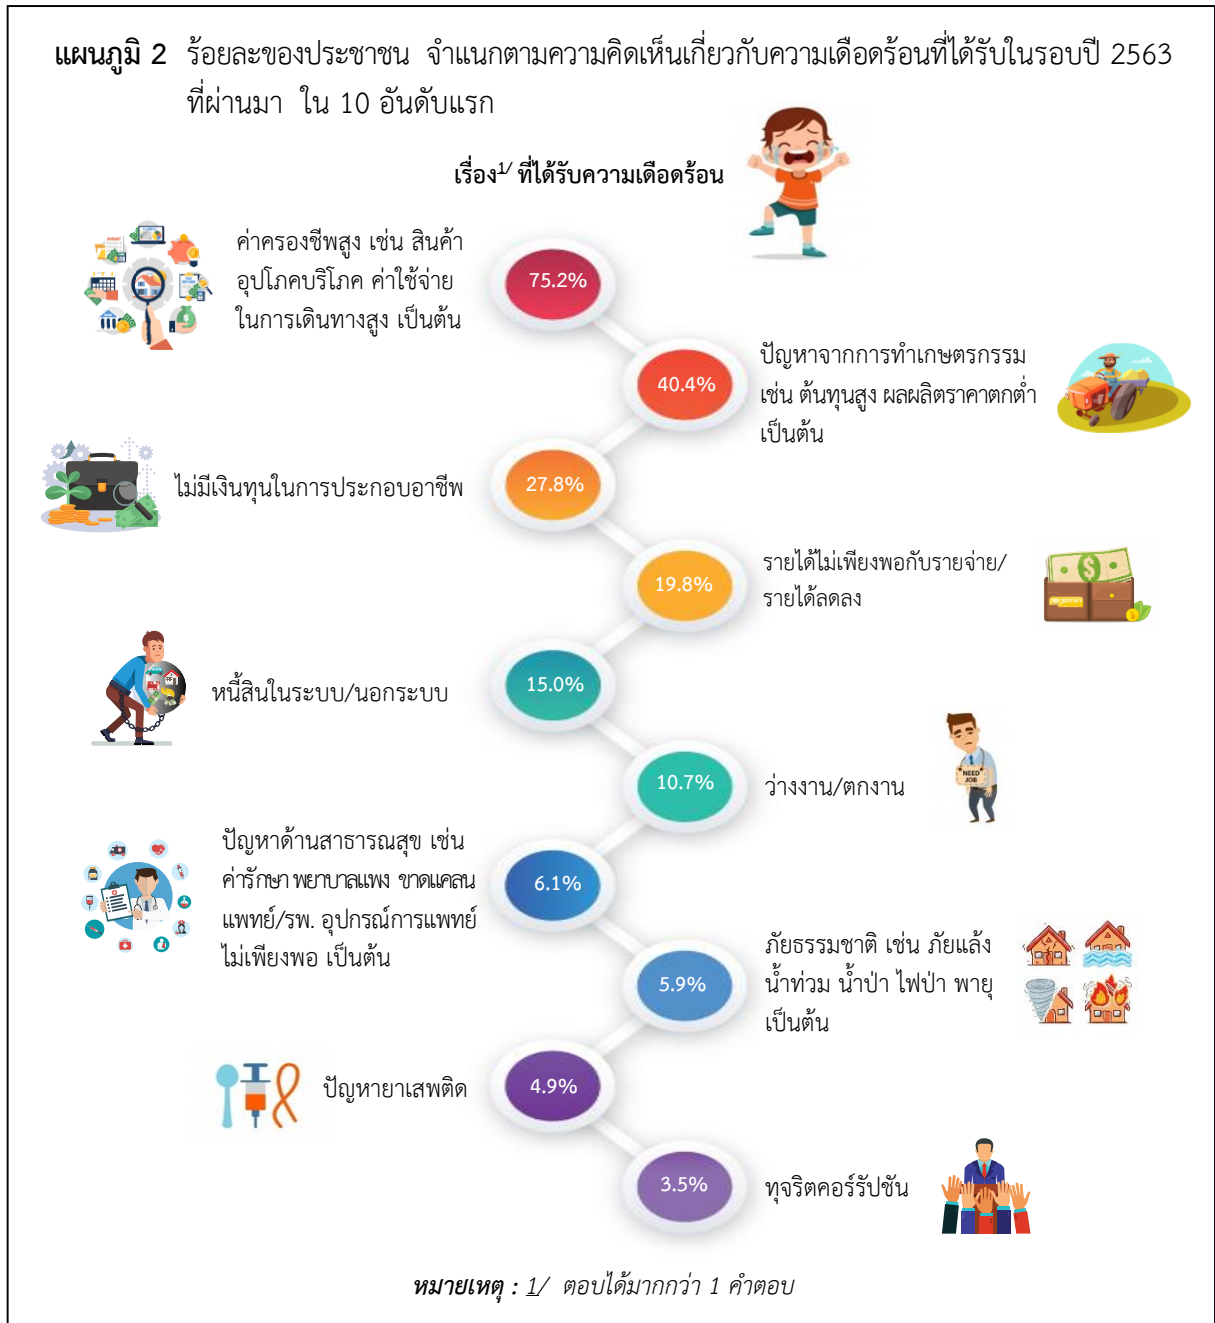 แผนภูมิ 2 ร้อยละของประชาชน จำแนกตามความคิดเห็นเกี่ยวกับความเดือดร้อนที่ได้รับในรอบปี 2563
ที่ผ่านมา ใน 10 อันดับแรก
เรื่อง1/ ที่ได้รับความเดือดร้อน
ค่าครองชีพสูง เช่น สินค้า
อุปโภคบริโภค ค่าใช้จ่าย
ในการเดินทางสูง เป็นต้น
75.2%
40.4%
ปัญหาจากการทำเกษตรกรรม
เช่น ต้นทุนสูง ผลผลิตราคาตกต่ำ
เป็นต้น
ไม่มีเงินทุนในการประกอบอาชีพ
27.8%
19.8%
รายได้ไม่เพียงพอกับรายจ่าย/
รายได้ลดลง
หนี้สินในระบบ/นอกระบบ
15.0%
10.7%
ว่างงาน/ตกงาน
NEED
JOB
ปัญหาด้านสาธารณสุข เช่น
ค่ารักษาพยาบาลแพง ขาดแคลน
แพทย์/รพ. อุปกรณ์การแพทย์
ไม่เพียงพอ เป็นต้น
6.1%
5.9%
ภัยธรรมชาติ เช่น ภัยแล้ง
น้ำท่วม น้ำป่า ไฟป่า พายุ
เป็นต้น
ปัญหายาเสพติด
4.9%
3.5%
ทุจริตคอร์รัปชัน
หมายเหตุ : 1/ ตอบได้มากกว่า 1 คำตอบ